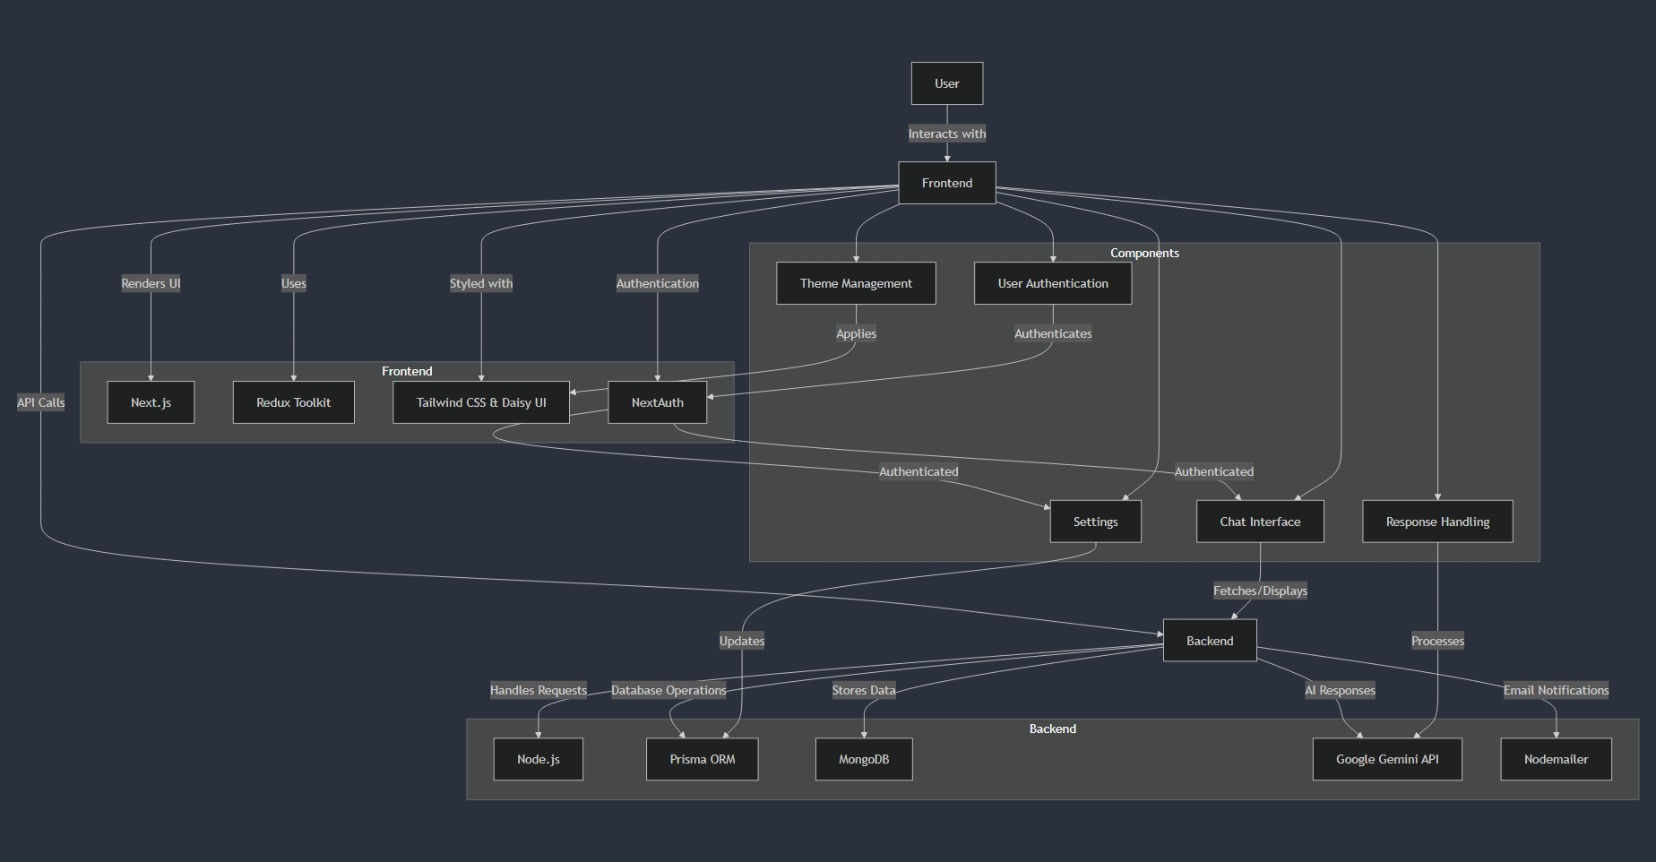 User
Interacts with
Frontend
Components
Theme Management
User Authentication
Renders UI
Uses
Styled with
Authentication
Applies
Authenticates
Frontend
Next.js
Redux Toolkit
Tailwind CSS & Daisy UI
NextAuth
API Calls
Authenticated
Authenticated
Settings
Chat Interface
Response Handling
Fetches/Displays
Updates
Backend
Processes
Handles Requests
Database Operations
Stores Data
AI Responses
Email Notifications
Backend
Node.js
Prisma ORM
MongoDB
Google Gemini API
Nodemailer